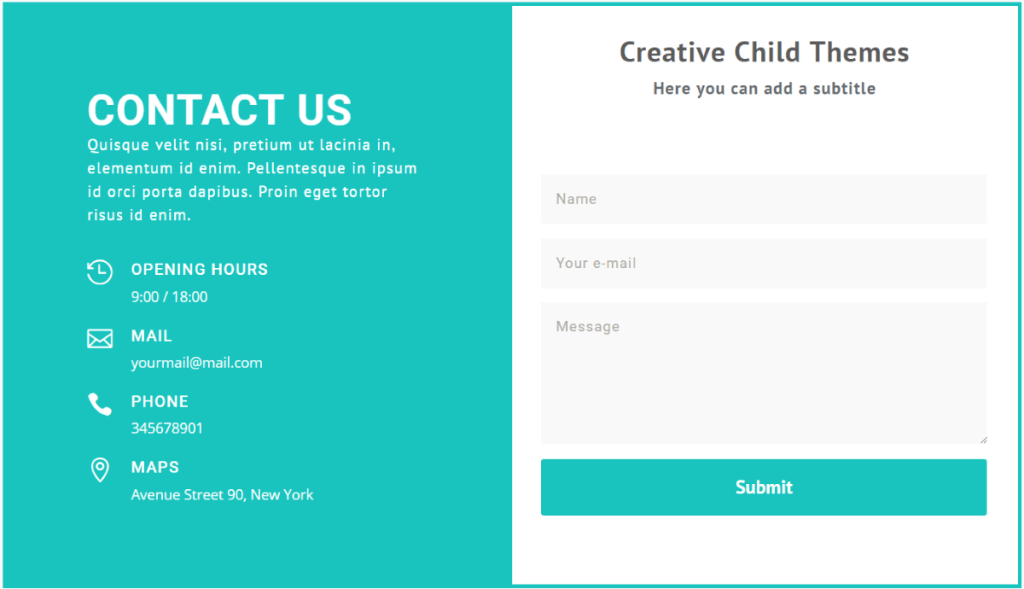 CONTACT US
Quisque velit nisi, pretium ut lacinia in,
elementum id enim. Pellentesque in ipsum
id orci porta dapibus. Proin eget tortor
risus id enim.
OPENING HOURS
9:00 / 18:00
MAIL
yourmail@mail.com
PHONE
345678901
MAPS
Avenue Street 90, New York
Creative Child Themes
Here you can add a subtitle
Name
Your e-mail
Message
Submit